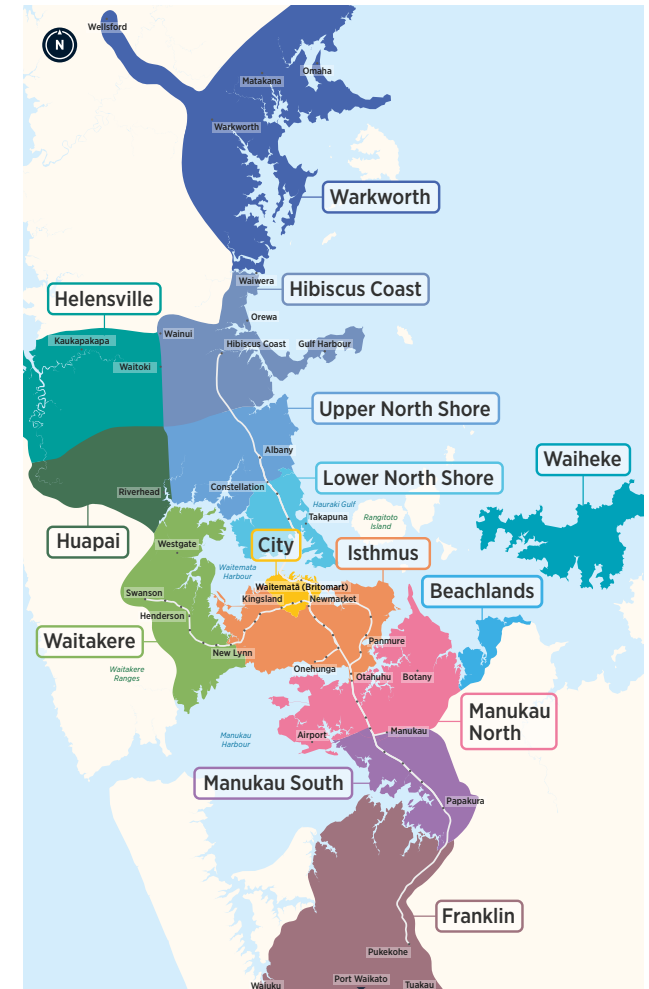 Wellsford
N
Omaha
Matakana
Warkworth
Warkworth
Waiwera
Hibiscus Coast
Helensville
Orewa
Wainui
Kaukapakapa
Hibiscus Coast
Gulf Harbour
Waitoki
Upper North Shore
Albany
Waiheke
Lower North Shore
Constellation
Riverhead
Hauraki Gulf
Takapuna
Rangitoto
Island
Huapai
Westgate
City
Isthmus
Waitemata
Harbour
Waitematā (Britomart)
Beachlands
Swanson
Kingsland
Newmarket
Henderson
Waitakere
Panmure
New Lynn
Onehunga
Waitakere
Ranges
Otahuhu
Botany
Manukau
North
Airport
Manukau
Harbour
Manukau
Manukau South
Papakura
Franklin
Pukekohe
Port Waikato
Waiuku
Tuakau